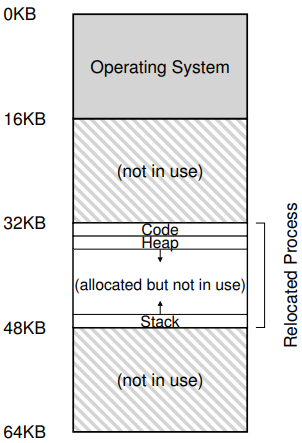 0KB
Operating System
16KB
(not in use)
32KB
Code
Heap
(allocated but not in use)
Stack
48KB
(not in use)
64KB
Relocated Process